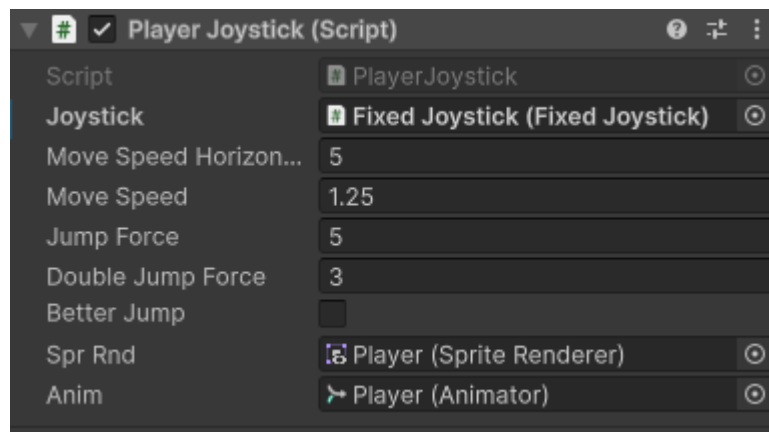 Player Joystick (Script)
Script PlayerJoystick
Joystick Fixed Joystick (Fixed Joystick)
Move Speed Horizon... 5
Move Speed 1.25
Jump Force 5
Double Jump Force 3
Better Jump
Spr Rnd Player (Sprite Renderer)
Anim Player (Animator)